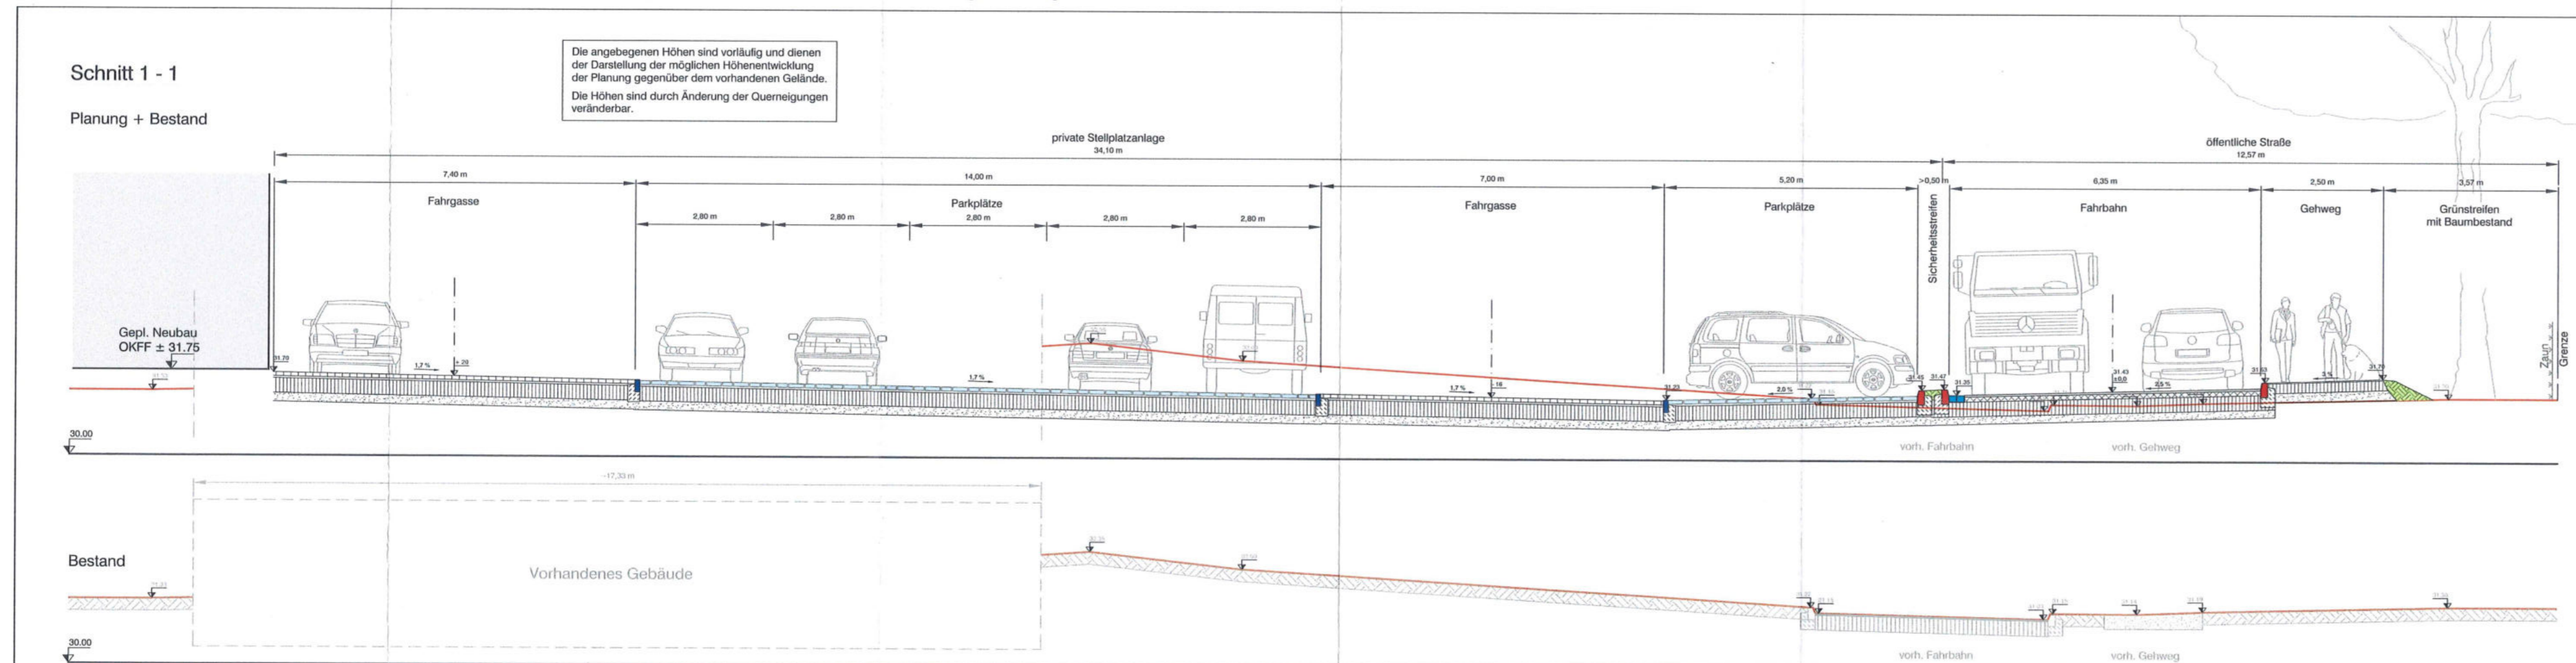 Schnitt 1 - 1
Planung + Bestand
Die angebegenen Höhen sind vorläufig und dienen
der Darstellung der möglichen Höhenentwicklung
der Planung gegenüber dem vorhandenen Gelände.
Die Höhen sind durch Änderung der Querneigungen
veränderbar.
private Stellplatzanlage
34,10 m
öffentliche Straße
12,57 m
7,40 m
14,00 m
7,00 m
5,20 m
>0,50 m
6,35 m
2,50 m
3,57 m
Fahrgasse
Parkplätze
Fahrgasse
Parkplätze
Sicherheitsstreifen
Fahrbahn
Gehweg
Grünstreifen
mit Baumbestand
2,80 m
2,80 m
2,80 m
2,80 m
2,80 m
Gepl. Neubau
OKFF ± 31.75
31.70
1,7 %
1,7 %
1,7 %
31.23
2,0 %
31.45
31.47
31.35
31.43
±0,0
2,5 %
3 %
Zaun
Grenze
30.00
vorh. Fahrbahn
vorh. Gehweg
~17,33 m
Bestand
Vorhandenes Gebäude
30.00
vorh. Fahrbahn
vorh. Gehweg